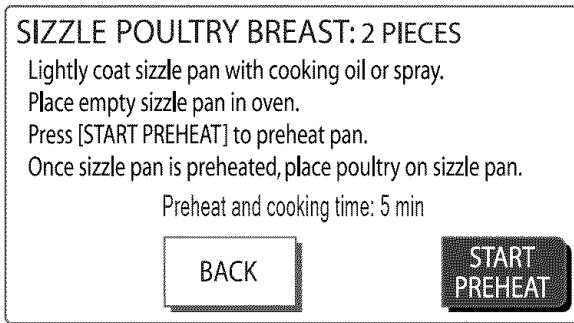 SIZZLE POULTRY BREAST: 2 PIECES
Lightly coat sizzle pan with cooking oil or spray.
Place empty sizzle pan in oven.
Press [START PREHEAT] to preheat pan.
Once sizzle pan is preheated, place poultry on sizzle pan.
Preheat and cooking time: 5 min
BACK
START
PREHEAT